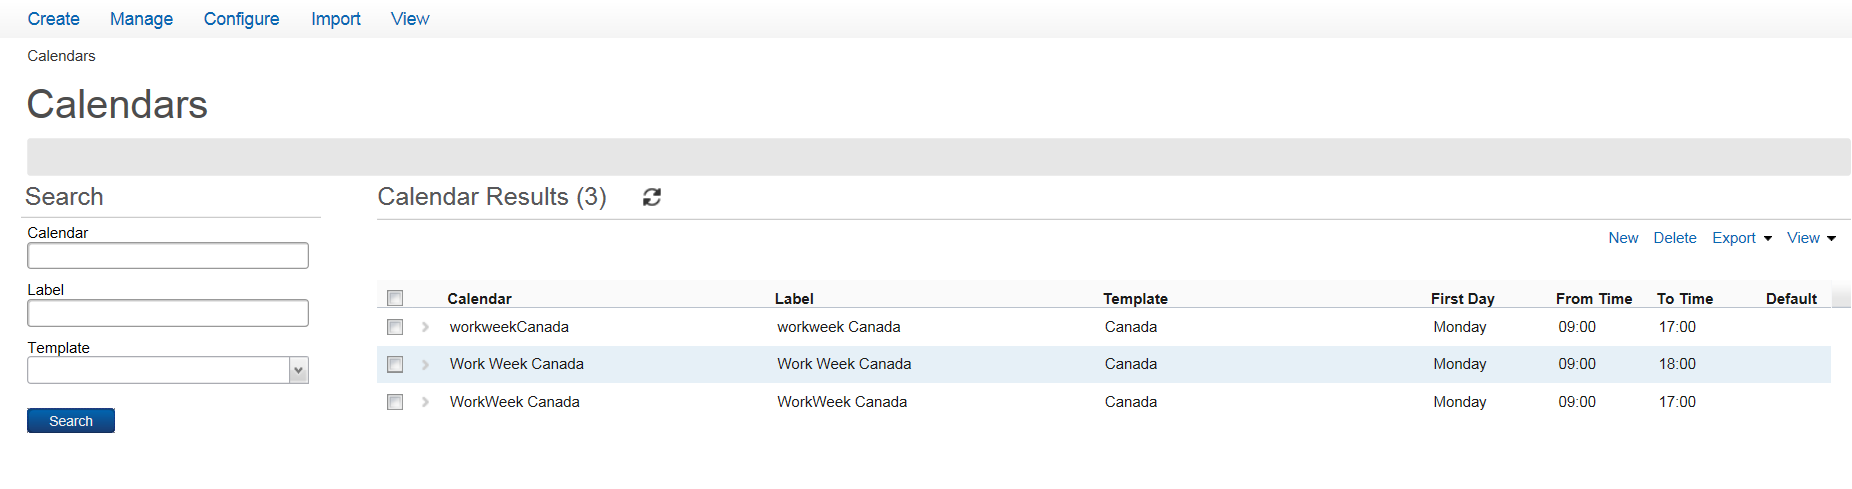 Create Manage Configure Import View
Calendars
Calendars
Search
Calendar
Label
Template
Search
Calendar Results (3)
New Delete Export View
Calendar Label Template First Day From Time To Time Default
workweekCanada workweek Canada Canada Monday 09:00 17:00
Work Week Canada Work Week Canada Canada Monday 09:00 18:00
WorkWeek Canada WorkWeek Canada Canada Monday 09:00 17:00